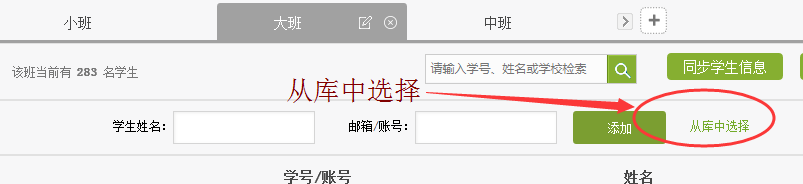 小班 大班 中班
该班当前有 283 名学生 请输入学号、姓名或学校检索 同步学生信息
从库中选择
学生姓名: 邮箱/账号: 添加 从库中选择
学号/账号 姓名